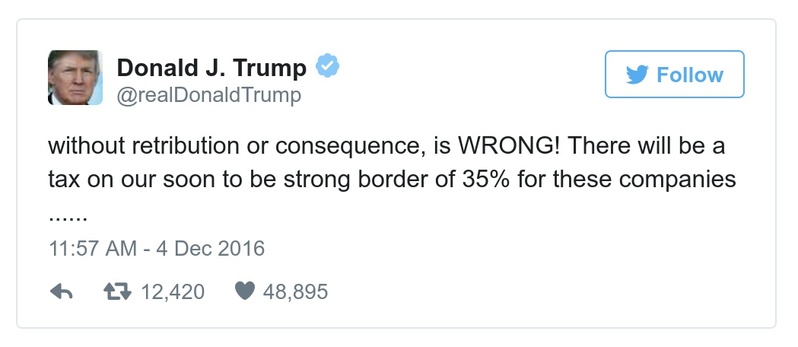 Donald J. Trump
@realDonaldTrump
Follow
without retribution or consequence, is WRONG! There will be a
tax on our soon to be strong border of 35% for these companies
......
11:57 AM - 4 Dec 2016
12,420 48,895